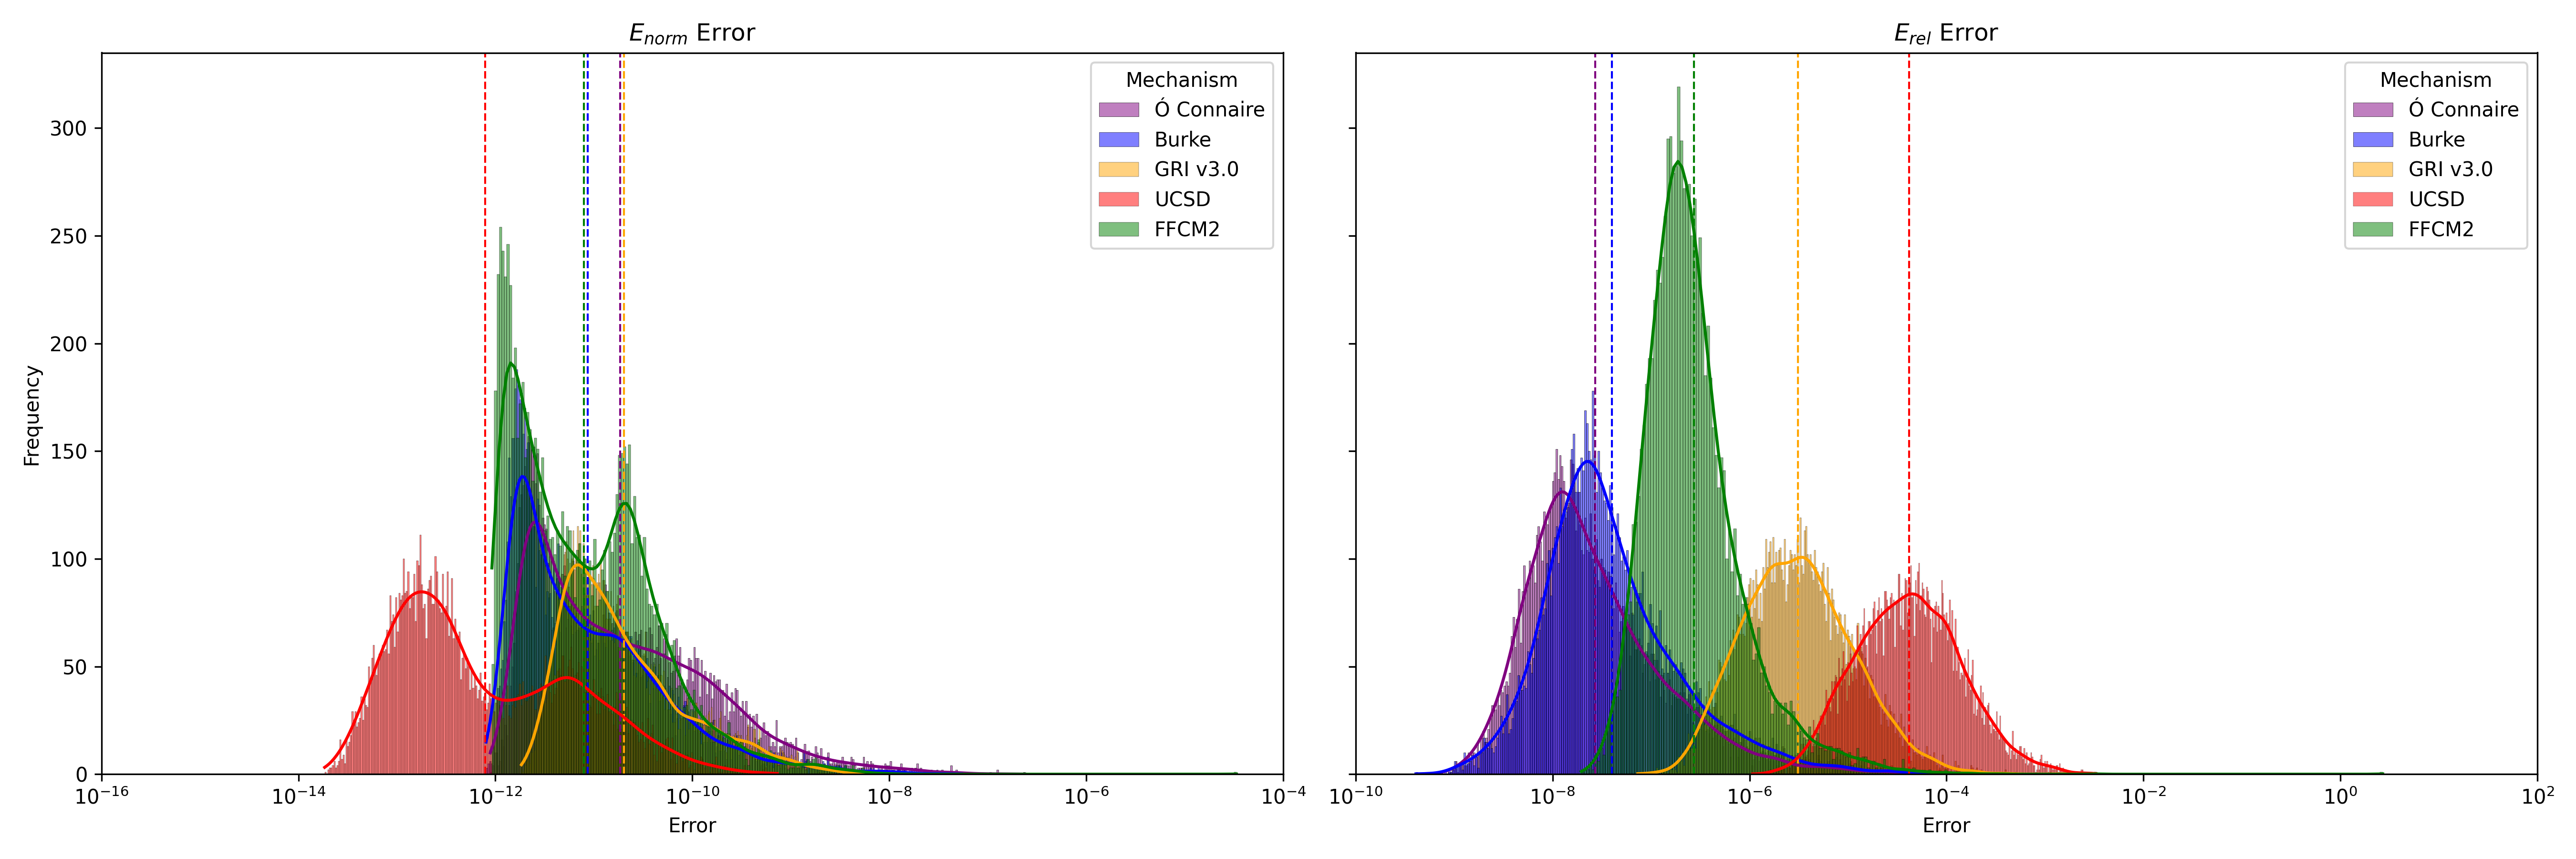 E_norm Error
Frequency
300
250
200
150
100
50
0
10^-16
10^-14
10^-12
10^-10
10^-8
10^-6
10^-4
Error
Mechanism
Ó Connaire
Burke
GRI v3.0
UCSD
FFCM2
E_rel Error
10^-10
10^-8
10^-6
10^-4
10^-2
10^0
10^2
Error
Mechanism
Ó Connaire
Burke
GRI v3.0
UCSD
FFCM2